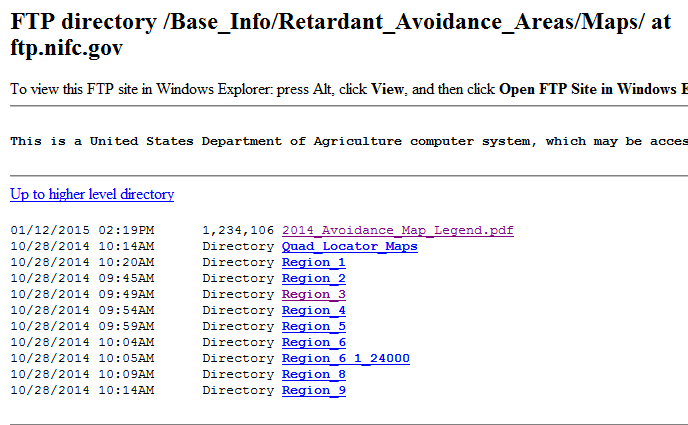 FTP directory /Base_Info/Retardant_Avoidance_Areas/Maps/ at
ftp.nifc.gov
To view this FTP site in Windows Explorer: press Alt, click View, and then click Open FTP Site in Windows E
This is a United States Department of Agriculture computer system, which may be acces
Up to higher level directory
01/12/2015 02:19PM 1,234,106 2014_Avoidance_Map_Legend.pdf
10/28/2014 10:14AM Directory Quad_Locator_Maps
10/28/2014 10:20AM Directory Region_1
10/28/2014 09:45AM Directory Region_2
10/28/2014 09:49AM Directory Region_3
10/28/2014 09:54AM Directory Region_4
10/28/2014 09:59AM Directory Region_5
10/28/2014 10:04AM Directory Region_6
10/28/2014 10:05AM Directory Region_6_1_24000
10/28/2014 10:09AM Directory Region_8
10/28/2014 10:14AM Directory Region_9